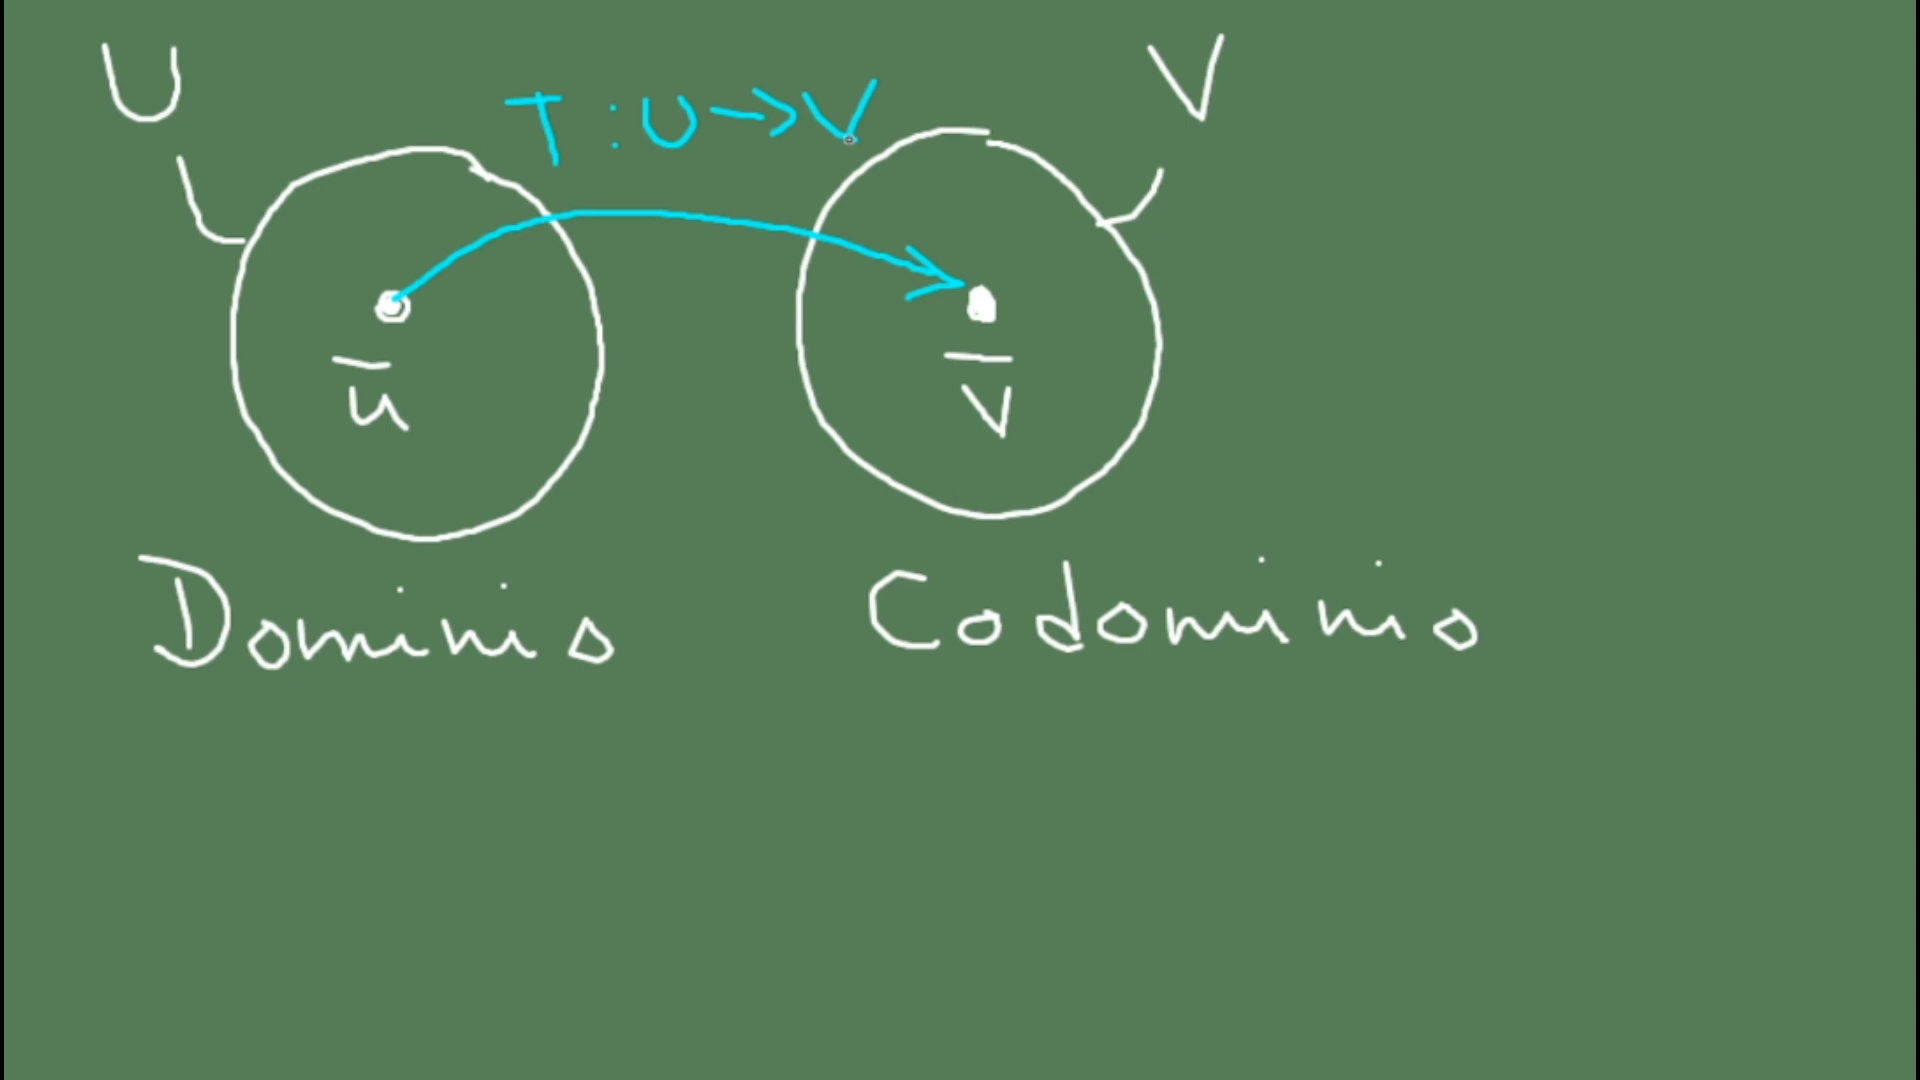 U
T : U → V
V
u̅
v̅
Dominio
Codominio